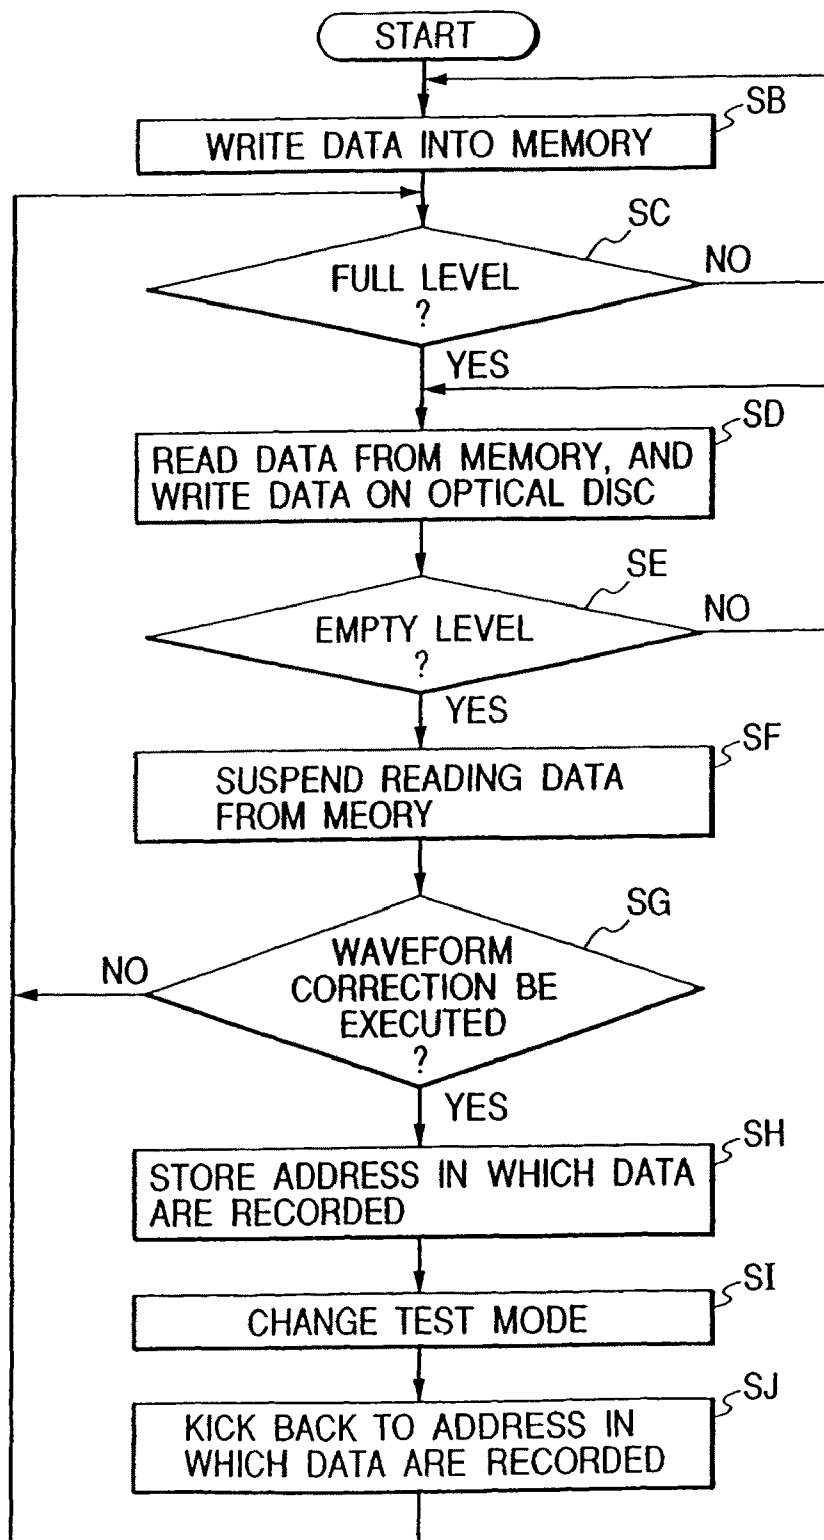 START
SB
WRITE DATA INTO MEMORY
SC
FULL LEVEL
?
NO
YES
SD
READ DATA FROM MEMORY, AND
WRITE DATA ON OPTICAL DISC
SE
EMPTY LEVEL
?
NO
YES
SF
SUSPEND READING DATA
FROM MEORY
SG
WAVEFORM
CORRECTION BE
EXECUTED
?
NO
YES
SH
STORE ADDRESS IN WHICH DATA
ARE RECORDED
SI
CHANGE TEST MODE
SJ
KICK BACK TO ADDRESS IN
WHICH DATA ARE RECORDED